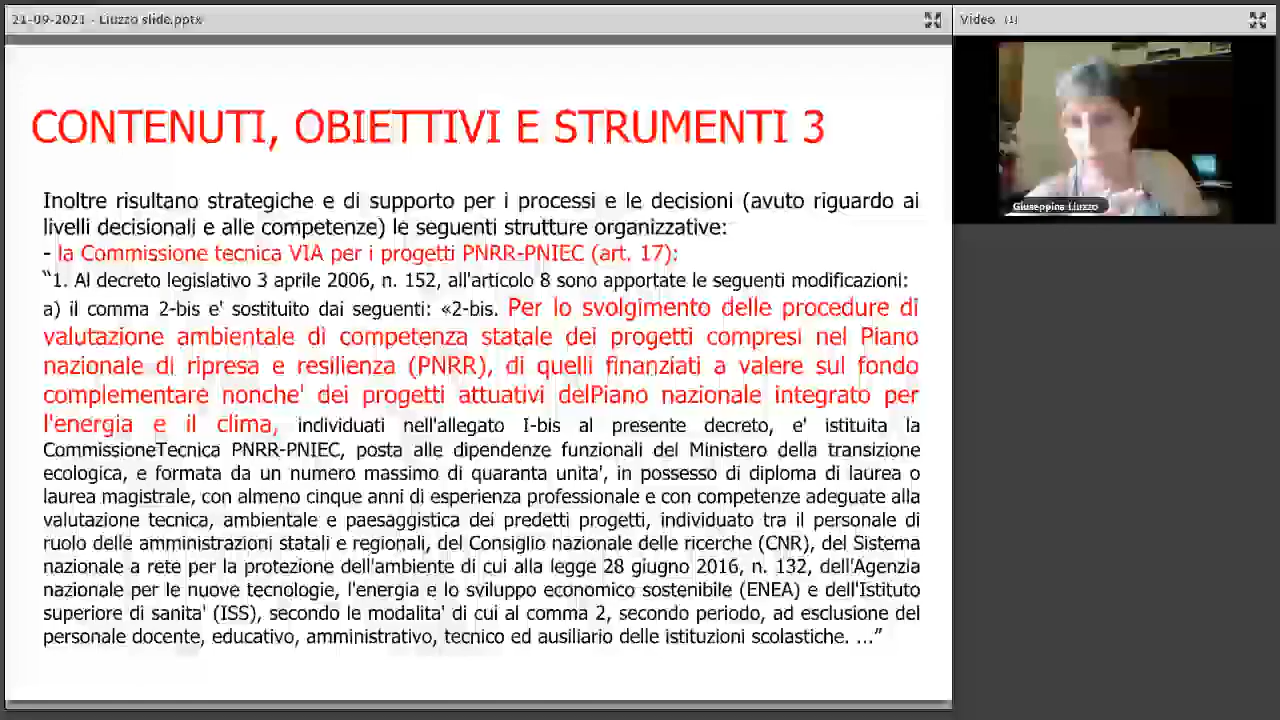 21-09-2021 - Liuzzo slide.pptx
Video (1)
CONTENUTI, OBIETTIVI E STRUMENTI 3
Giuseppina Liuzzo
Inoltre risultano strategiche e di supporto per i processi e le decisioni (avuto riguardo ai
livelli decisionali e alle competenze) le seguenti strutture organizzative:
- la Commissione tecnica VIA per i progetti PNRR-PNIEC (art. 17):
“1. Al decreto legislativo 3 aprile 2006, n. 152, all'articolo 8 sono apportate le seguenti modificazioni:
a) il comma 2-bis e' sostituito dai seguenti: «2-bis. Per lo svolgimento delle procedure di
valutazione ambientale di competenza statale dei progetti compresi nel Piano
nazionale di ripresa e resilienza (PNRR), di quelli finanziati a valere sul fondo
complementare nonche' dei progetti attuativi delPiano nazionale integrato per
l'energia e il clima, individuati nell'allegato I-bis al presente decreto, e' istituita la
CommissioneTecnica PNRR-PNIEC, posta alle dipendenze funzionali del Ministero della transizione
ecologica, e formata da un numero massimo di quaranta unita', in possesso di diploma di laurea o
laurea magistrale, con almeno cinque anni di esperienza professionale e con competenze adeguate alla
valutazione tecnica, ambientale e paesaggistica dei predetti progetti, individuato tra il personale di
ruolo delle amministrazioni statali e regionali, del Consiglio nazionale delle ricerche (CNR), del Sistema
nazionale a rete per la protezione dell'ambiente di cui alla legge 28 giugno 2016, n. 132, dell'Agenzia
nazionale per le nuove tecnologie, l'energia e lo sviluppo economico sostenibile (ENEA) e dell'Istituto
superiore di sanita' (ISS), secondo le modalita' di cui al comma 2, secondo periodo, ad esclusione del
personale docente, educativo, amministrativo, tecnico ed ausiliario delle istituzioni scolastiche. ...”